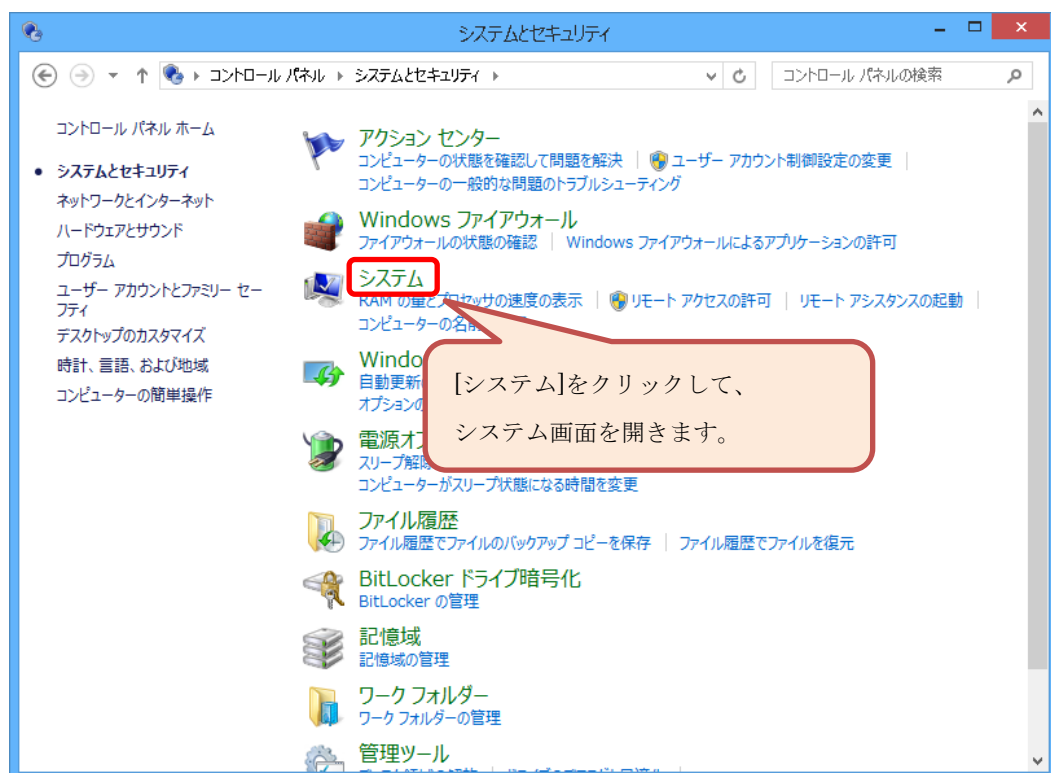 システムとセキュリティ
コントロール パネル システムとセキュリティ
コントロール パネルの検索
コントロール パネル ホーム
システムとセキュリティ
ネットワークとインターネット
ハードウェアとサウンド
プログラム
ユーザー アカウントとファミリー セー
フティ
デスクトップのカスタマイズ
時計、言語、および地域
コンピューターの簡単操作
アクション センター
コンピューターの状態を確認して問題を解決 ユーザー アカウント制御設定の変更
コンピューターの一般的な問題のトラブルシューティング
Windows ファイアウォール
ファイアウォールの状態の確認 Windows ファイアウォールによるアプリケーションの許可
システム
RAM の量とプロセッサの速度の表示 リモート アクセスの許可 リモート アシスタンスの起動
コンピューターの名前
Windo
自動更新
オプションの
[システム]をクリックして、
システム画面を開きます。
電源オ
スリープ解除
コンピューターがスリープ状態になる時間を変更
ファイル履歴
ファイル履歴でファイルのバックアップ コピーを保存 ファイル履歴でファイルを復元
BitLocker ドライブ暗号化
BitLocker の管理
記憶域
記憶域の管理
ワーク フォルダー
ワーク フォルダーの管理
管理ツール